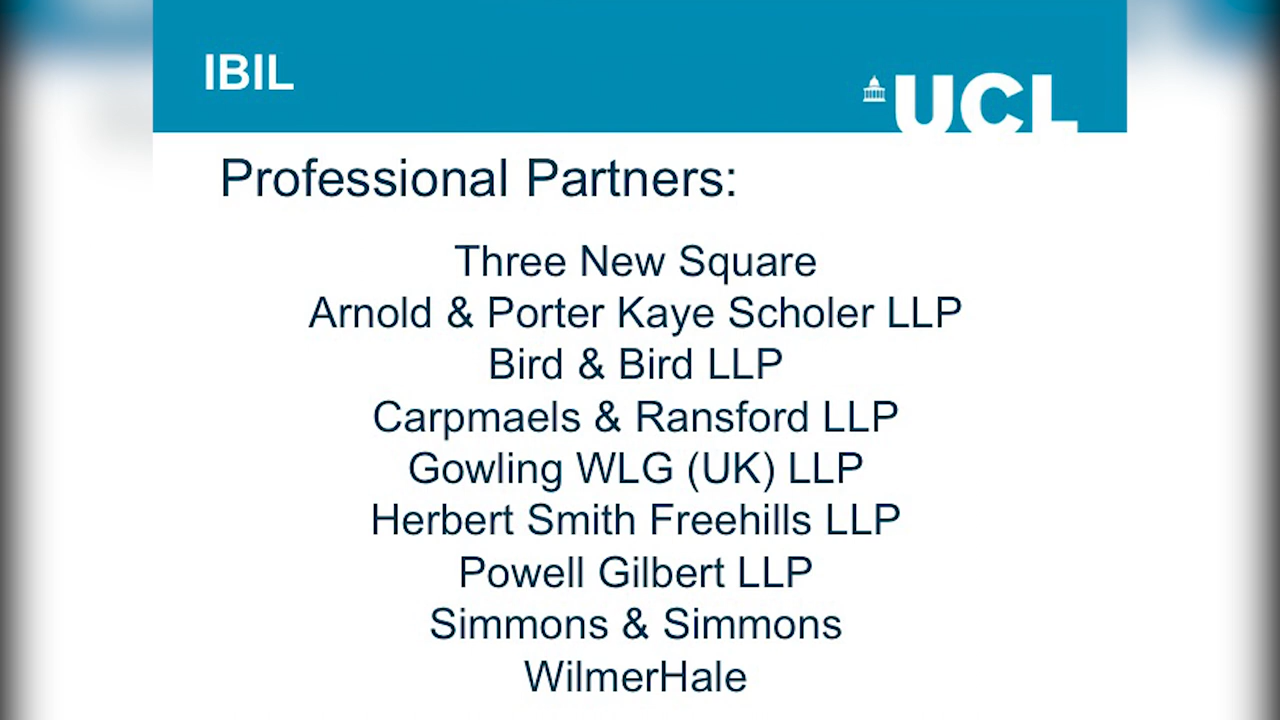 IBIL
UCL
Professional Partners:
Three New Square
Arnold & Porter Kaye Scholer LLP
Bird & Bird LLP
Carpmaels & Ransford LLP
Gowling WLG (UK) LLP
Herbert Smith Freehills LLP
Powell Gilbert LLP
Simmons & Simmons
WilmerHale